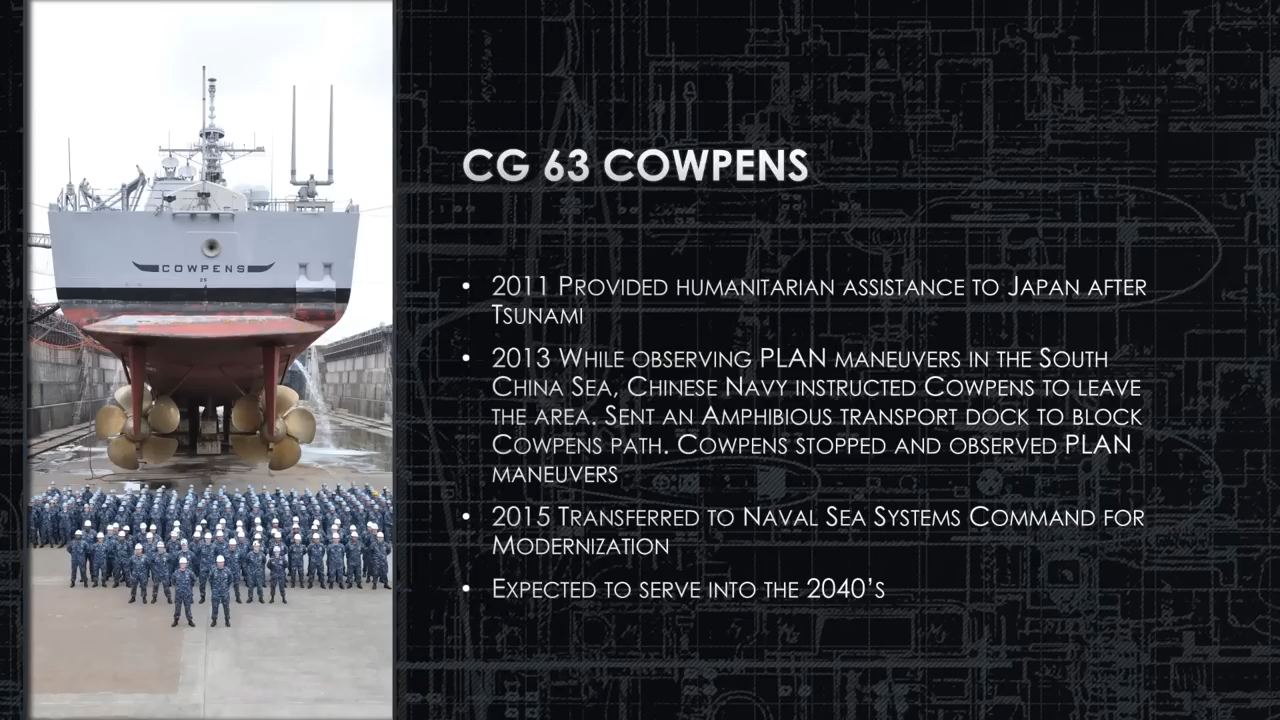 COWPENS
CG 63 COWPENS
• 2011 Provided humanitarian assistance to Japan after
Tsunami
• 2013 While observing PLAN maneuvers in the South
China Sea, Chinese Navy instructed Cowpens to leave
the area. Sent an Amphibious transport dock to block
Cowpens path. Cowpens stopped and observed PLAN
maneuvers
• 2015 Transferred to Naval Sea Systems Command for
Modernization
• Expected to serve into the 2040’s